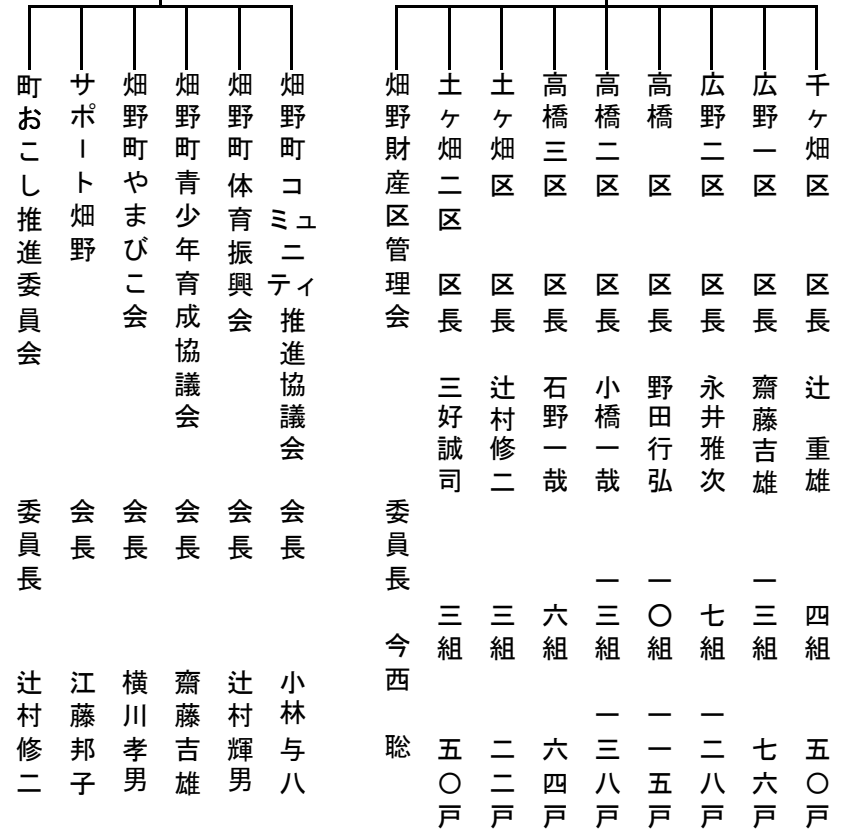 千ヶ畑区 区長 辻 重雄 四組 五〇戸
広野一区 区長 齋藤吉雄 一三組 七六戸
広野二区 区長 永井雅次 七組 一二八戸
高橋 区 区長 野田行弘 一〇組 一一五戸
高橋二区 区長 小橋一哉 一三組 一三八戸
高橋三区 区長 石野一哉 六組 六四戸
土ヶ畑区 区長 辻村修二 三組 二二戸
土ヶ畑二区 区長 三好誠司 三組 五〇戸
畑野財産区管理会 委員長 今西 聡
畑野町コミュニティ推進協議会 会長 小林与八
畑野町体育振興会 会長 辻村輝男
畑野町青少年育成協議会 会長 齋藤吉雄
畑野町やまびこ会 会長 横川孝男
サポート畑野 会長 江藤邦子
町おこし推進委員会 委員長 辻村修二